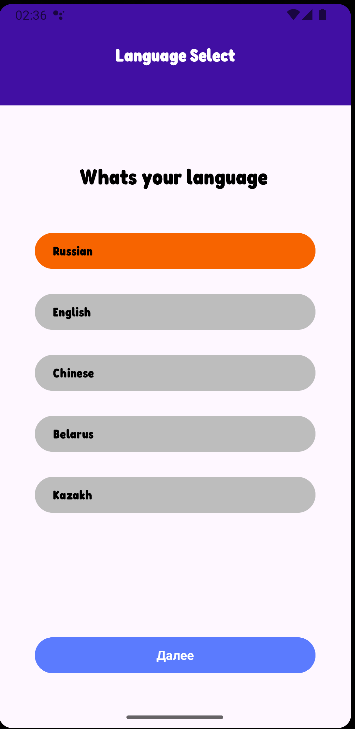 02:36
Language Select
Whats your language
Russian
English
Chinese
Belarus
Kazakh
Далее